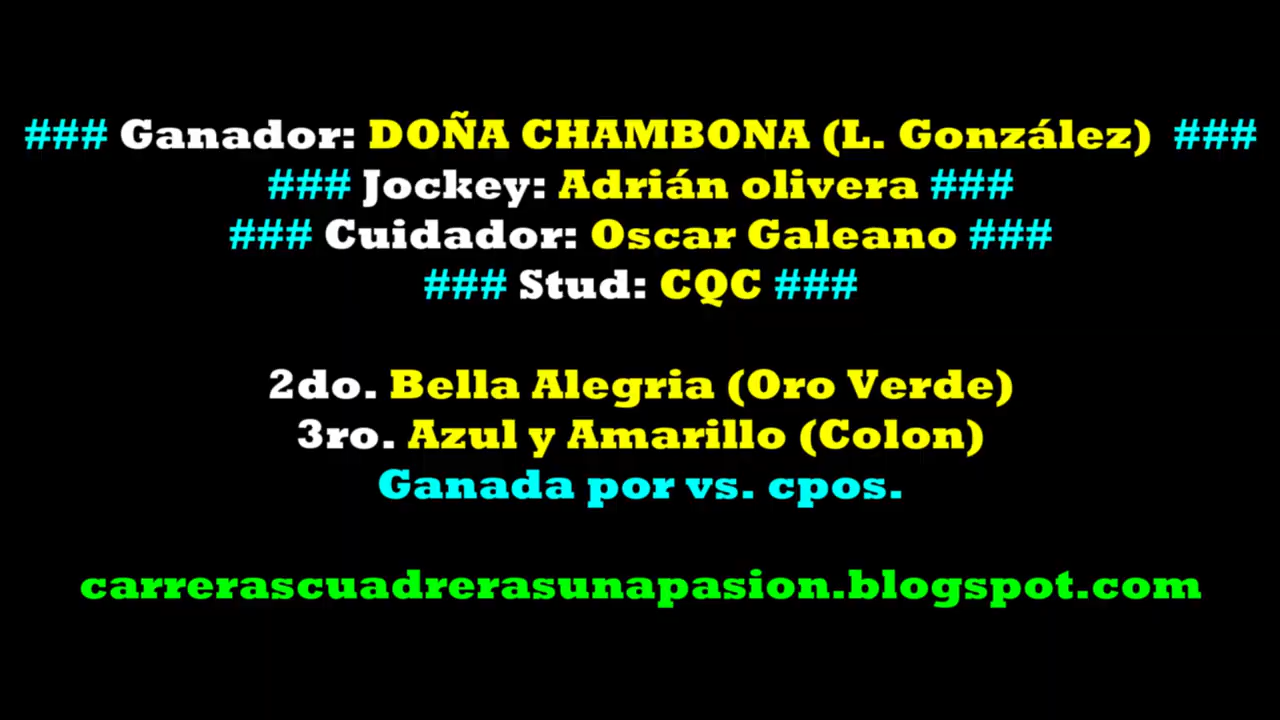 ### Ganador: DOÑA CHAMBONA (L. González) ###
### Jockey: Adrián olivera ###
### Cuidador: Oscar Galeano ###
### Stud: CQC ###
2do. Bella Alegria (Oro Verde)
3ro. Azul y Amarillo (Colon)
Ganada por vs. cpos.
carrerascuadrerasunapasion.blogspot.com